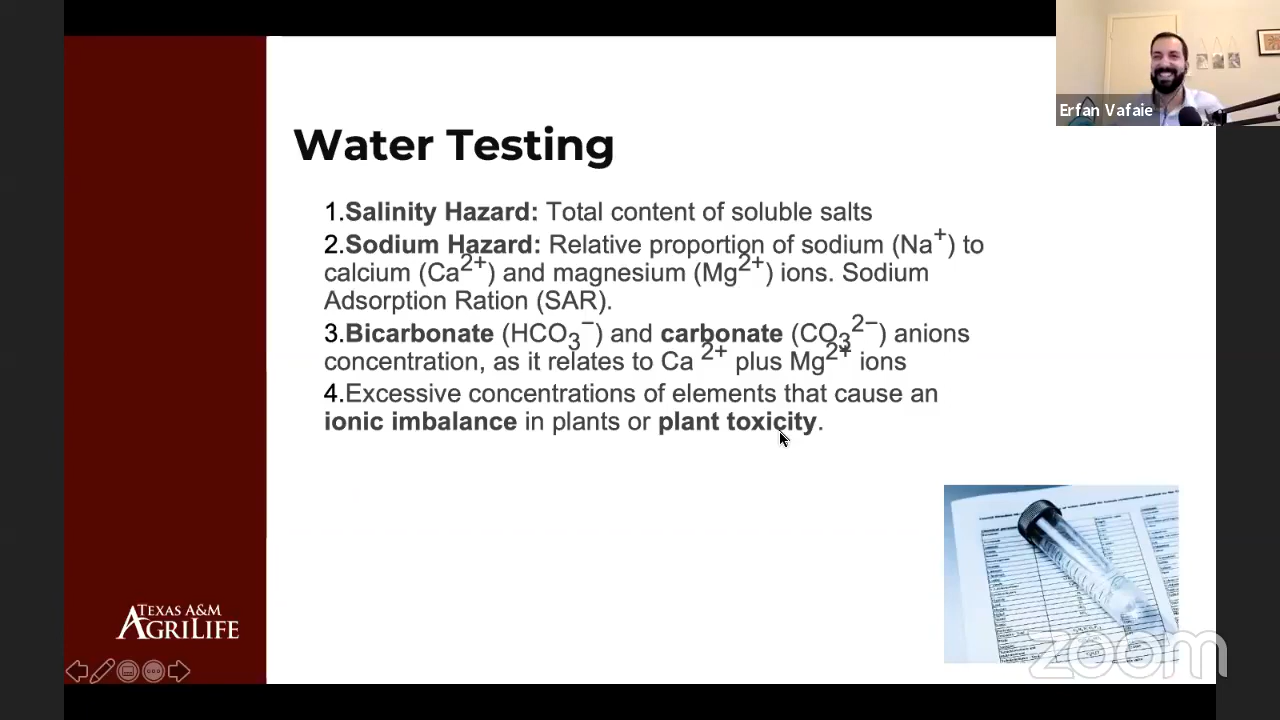 Erfan Vafaie
Water Testing
1.Salinity Hazard: Total content of soluble salts
2.Sodium Hazard: Relative proportion of sodium (Na⁺) to
calcium (Ca²⁺) and magnesium (Mg²⁺) ions. Sodium
Adsorption Ration (SAR).
3.Bicarbonate (HCO₃⁻) and carbonate (CO₃²⁻) anions
concentration, as it relates to Ca ²⁺ plus Mg²⁺ ions
4.Excessive concentrations of elements that cause an
ionic imbalance in plants or plant toxicity.
TEXAS A&M
AGRILIFE
zoom